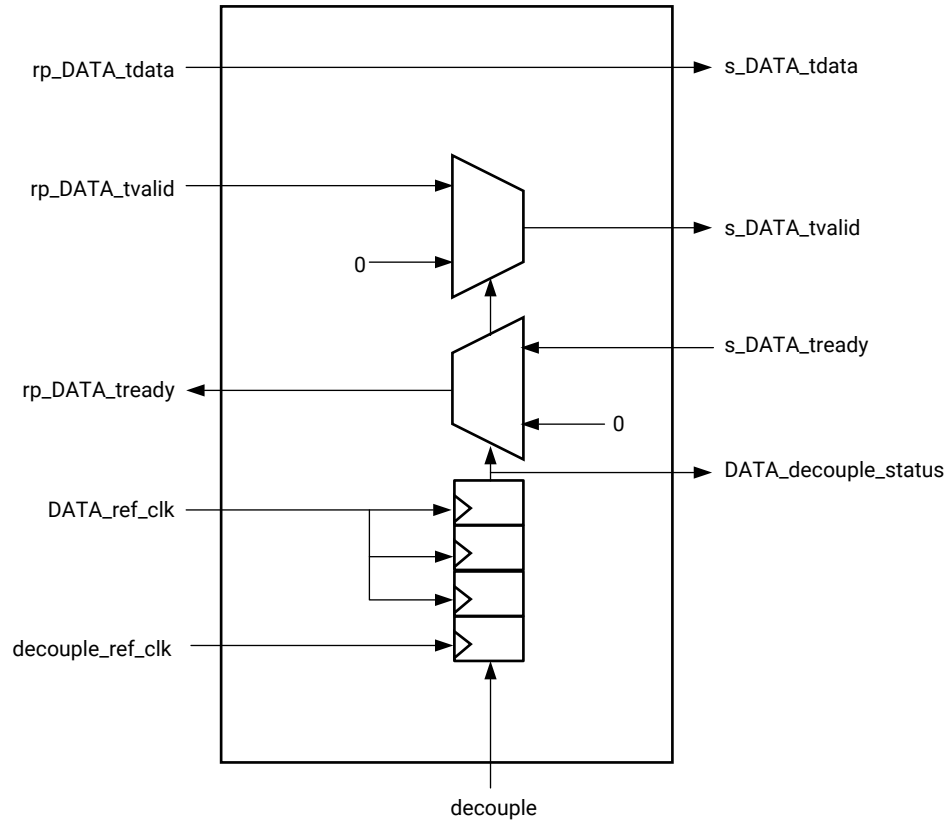 rp_DATA_tdata
s_DATA_tdata
rp_DATA_tvalid
s_DATA_tvalid
0
s_DATA_tready
rp_DATA_tready
0
DATA_decouple_status
DATA_ref_clk
decouple_ref_clk
decouple